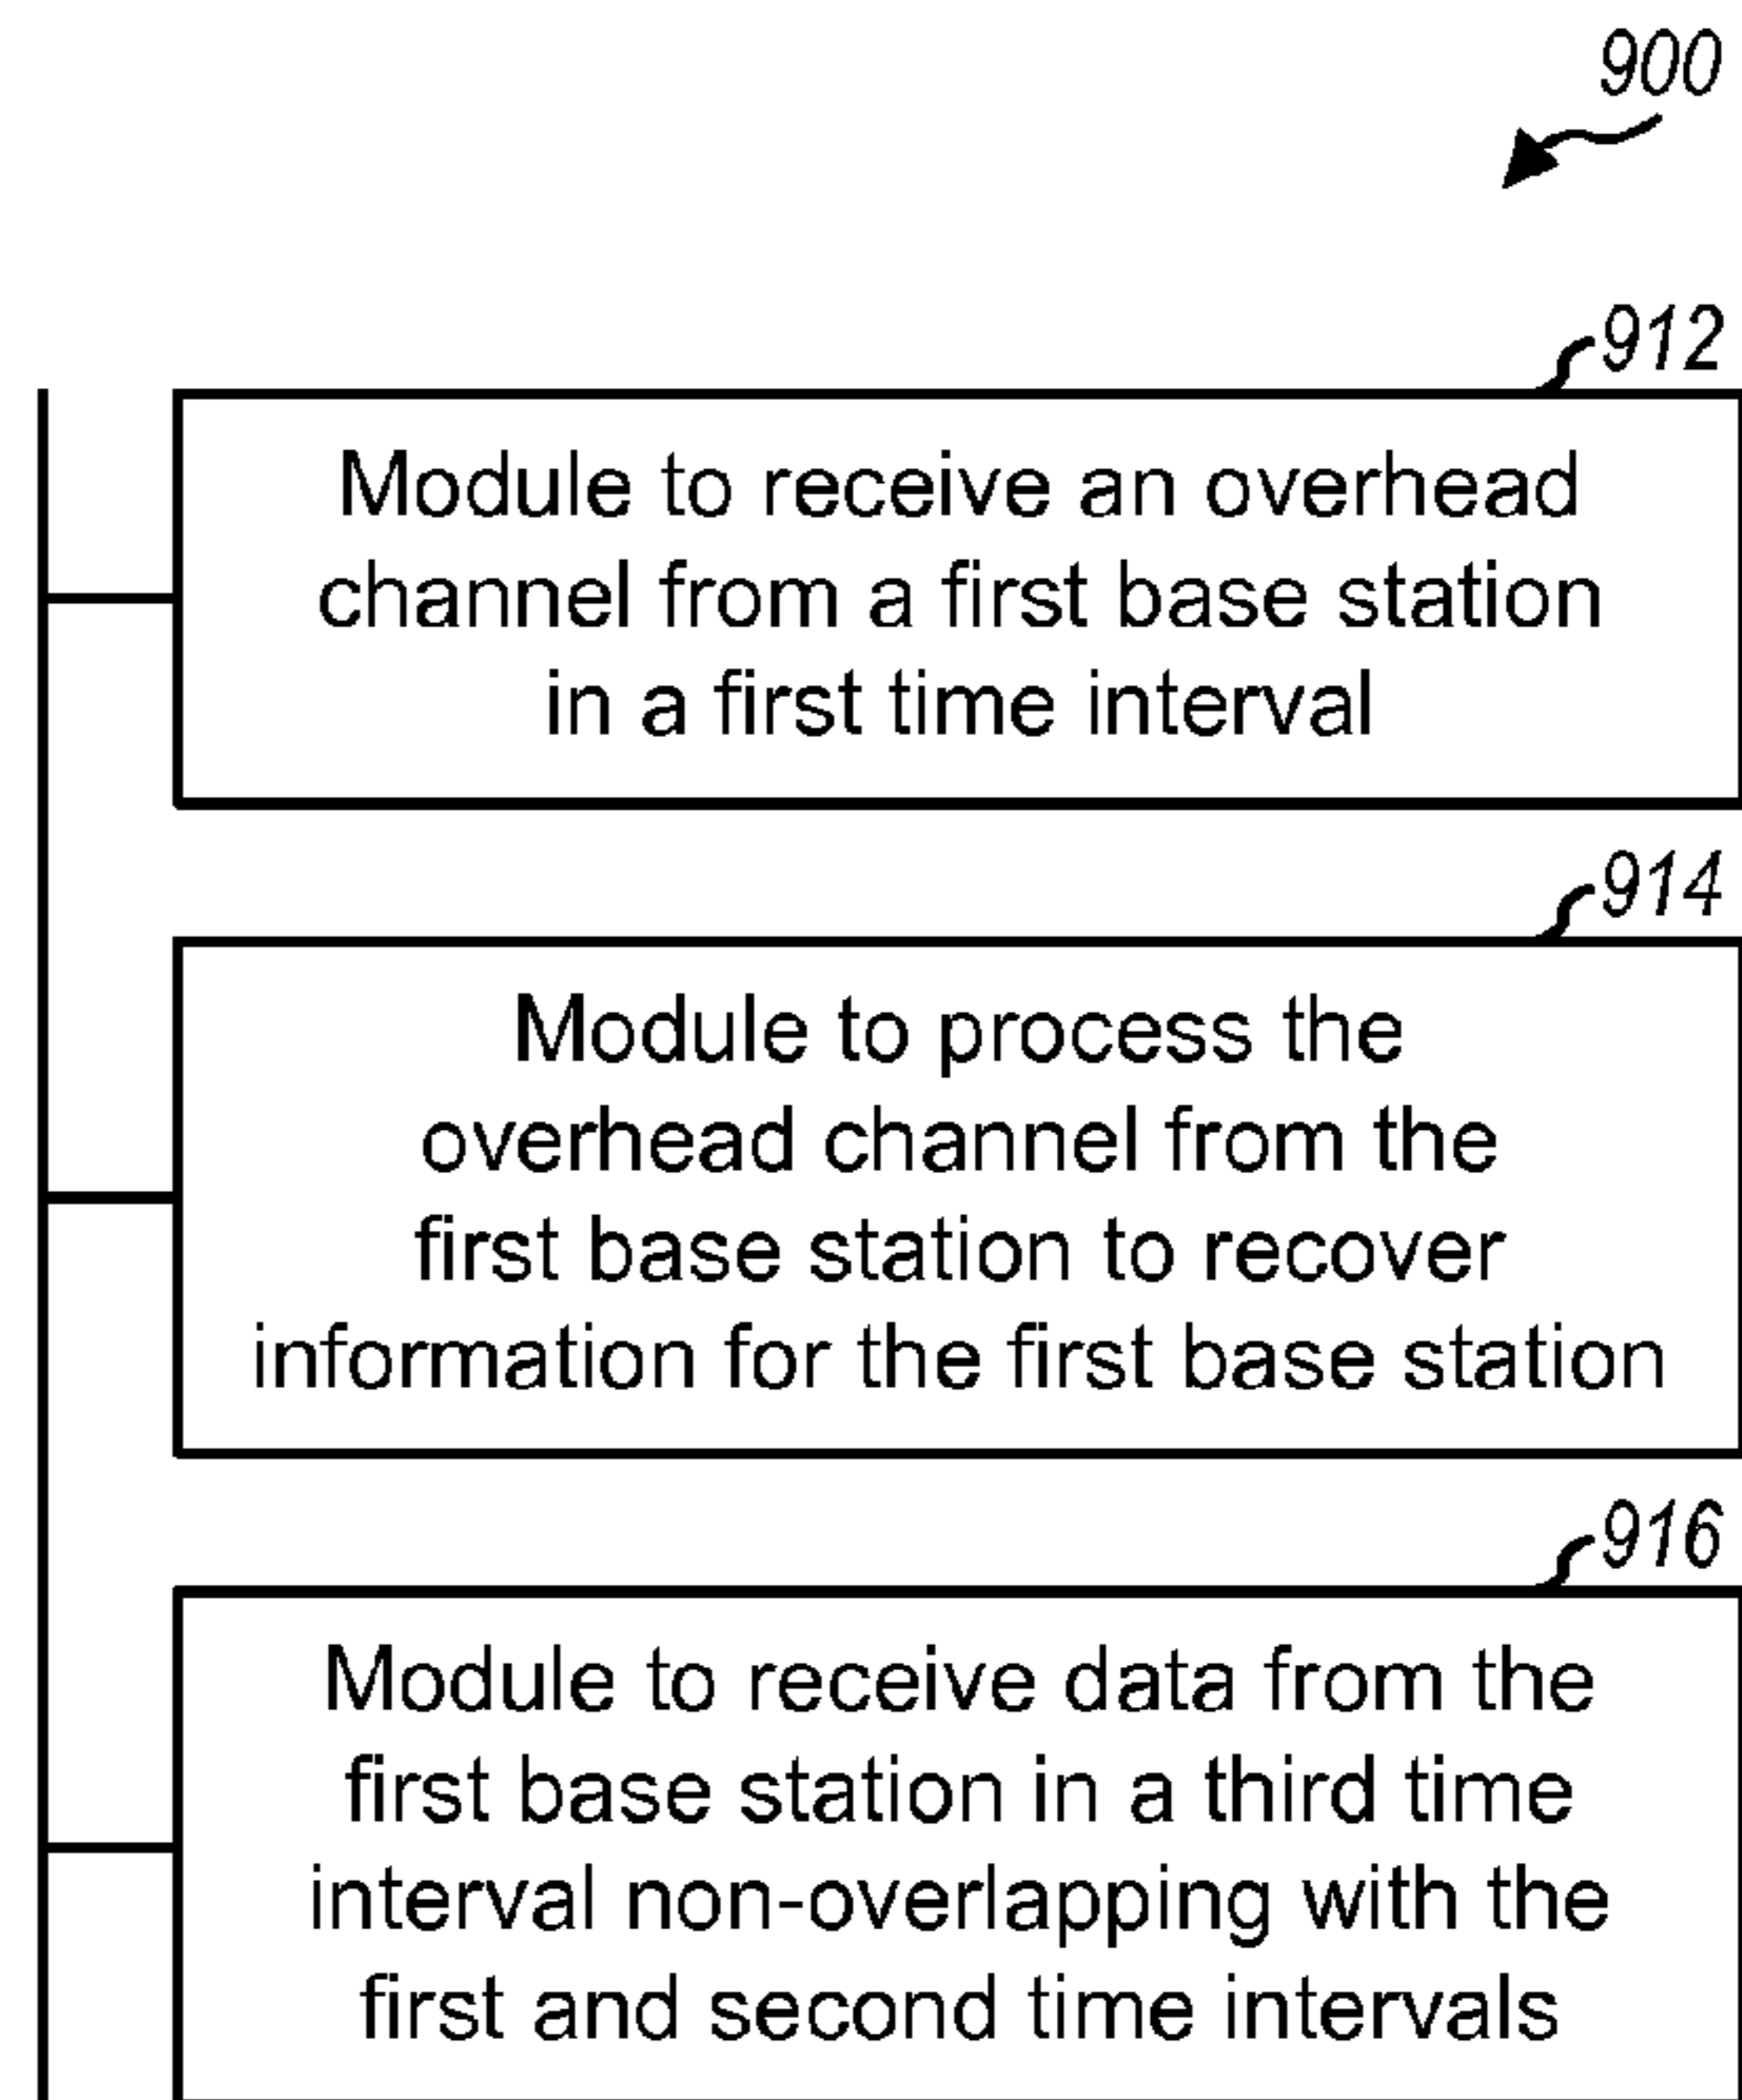 900
912
Module to receive an overhead
channel from a first base station
in a first time interval
914
Module to process the
overhead channel from the
first base station to recover
information for the first base station
916
Module to receive data from the
first base station in a third time
interval non-overlapping with the
first and second time intervals